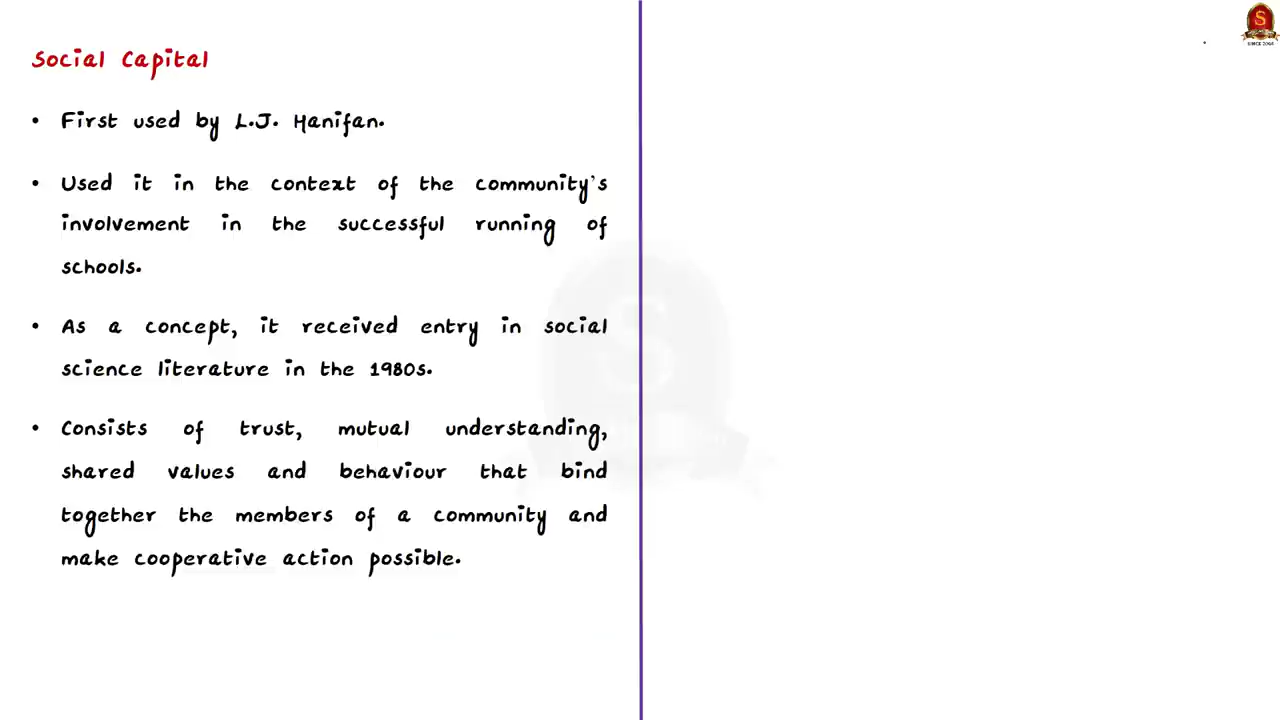 Social Capital
• First used by L.J. Hanifan.
• Used it in the context of the community's
involvement in the successful running of
schools.
• As a concept, it received entry in social
science literature in the 1980s.
• Consists of trust, mutual understanding,
shared values and behaviour that bind
together the members of a community and
make cooperative action possible.
S
SINCE 2004